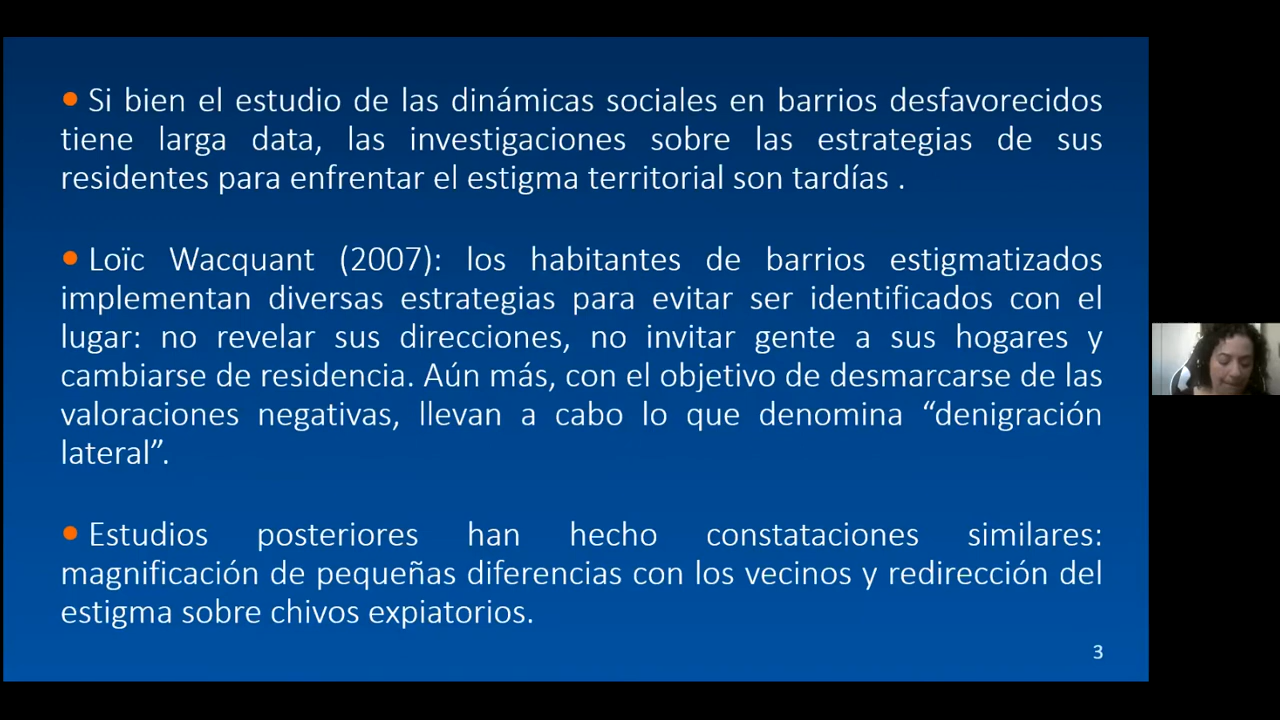 • Si bien el estudio de las dinámicas sociales en barrios desfavorecidos
tiene larga data, las investigaciones sobre las estrategias de sus
residentes para enfrentar el estigma territorial son tardías .
• Loïc Wacquant (2007): los habitantes de barrios estigmatizados
implementan diversas estrategias para evitar ser identificados con el
lugar: no revelar sus direcciones, no invitar gente a sus hogares y
cambiarse de residencia. Aún más, con el objetivo de desmarcarse de las
valoraciones negativas, llevan a cabo lo que denomina “denigración
lateral”.
• Estudios posteriores han hecho constataciones similares:
magnificación de pequeñas diferencias con los vecinos y redirección del
estigma sobre chivos expiatorios.
3